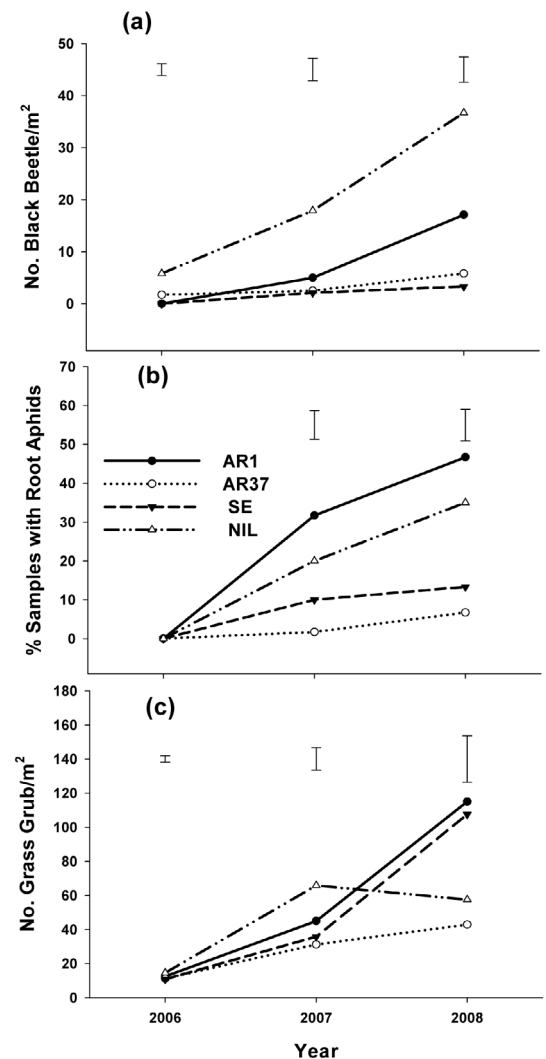 (a)
No. Black Beetle/m²
50
40
30
20
10
0
(b)
% Samples with Root Aphids
70
60
50
40
30
20
10
0
AR1
AR37
SE
NIL
(c)
No. Grass Grub/m²
180
160
140
120
100
80
60
40
20
0
2006
2007
2008
Year